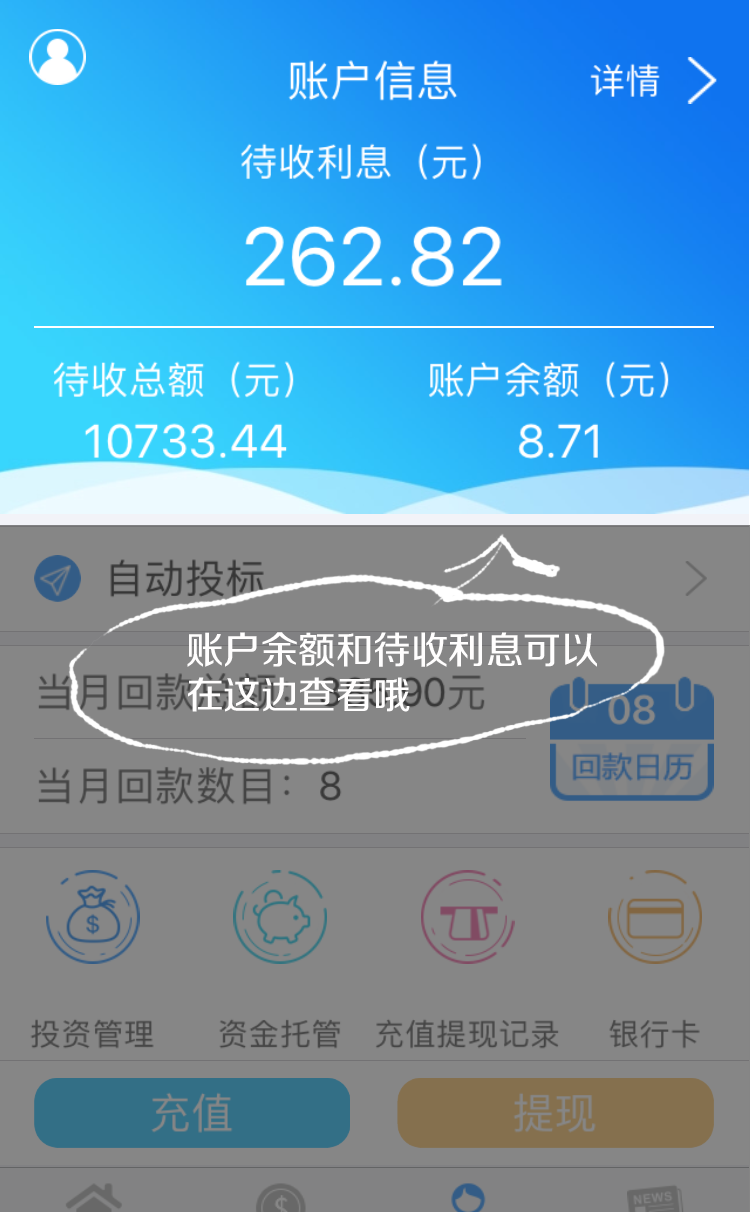 账户信息
详情
待收利息（元）
262.82
待收总额（元）
账户余额（元）
10733.44
8.71
自动投标
账户余额和待收利息可以
在这边查看哦
当月回款
90元
08
当月回款数目：8
回款日历
$
投资管理
资金托管
充值提现记录
银行卡
充值
提现
$
NEWS